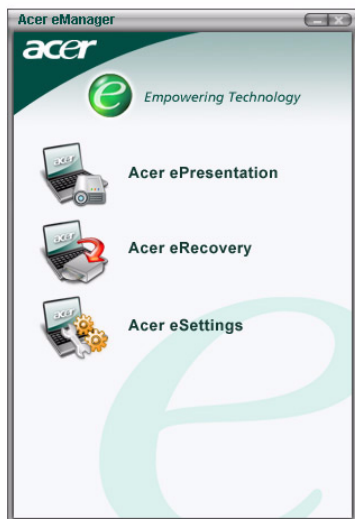 Acer eManager
acer
e Empowering Technology
Acer ePresentation
Acer eRecovery
Acer eSettings
e